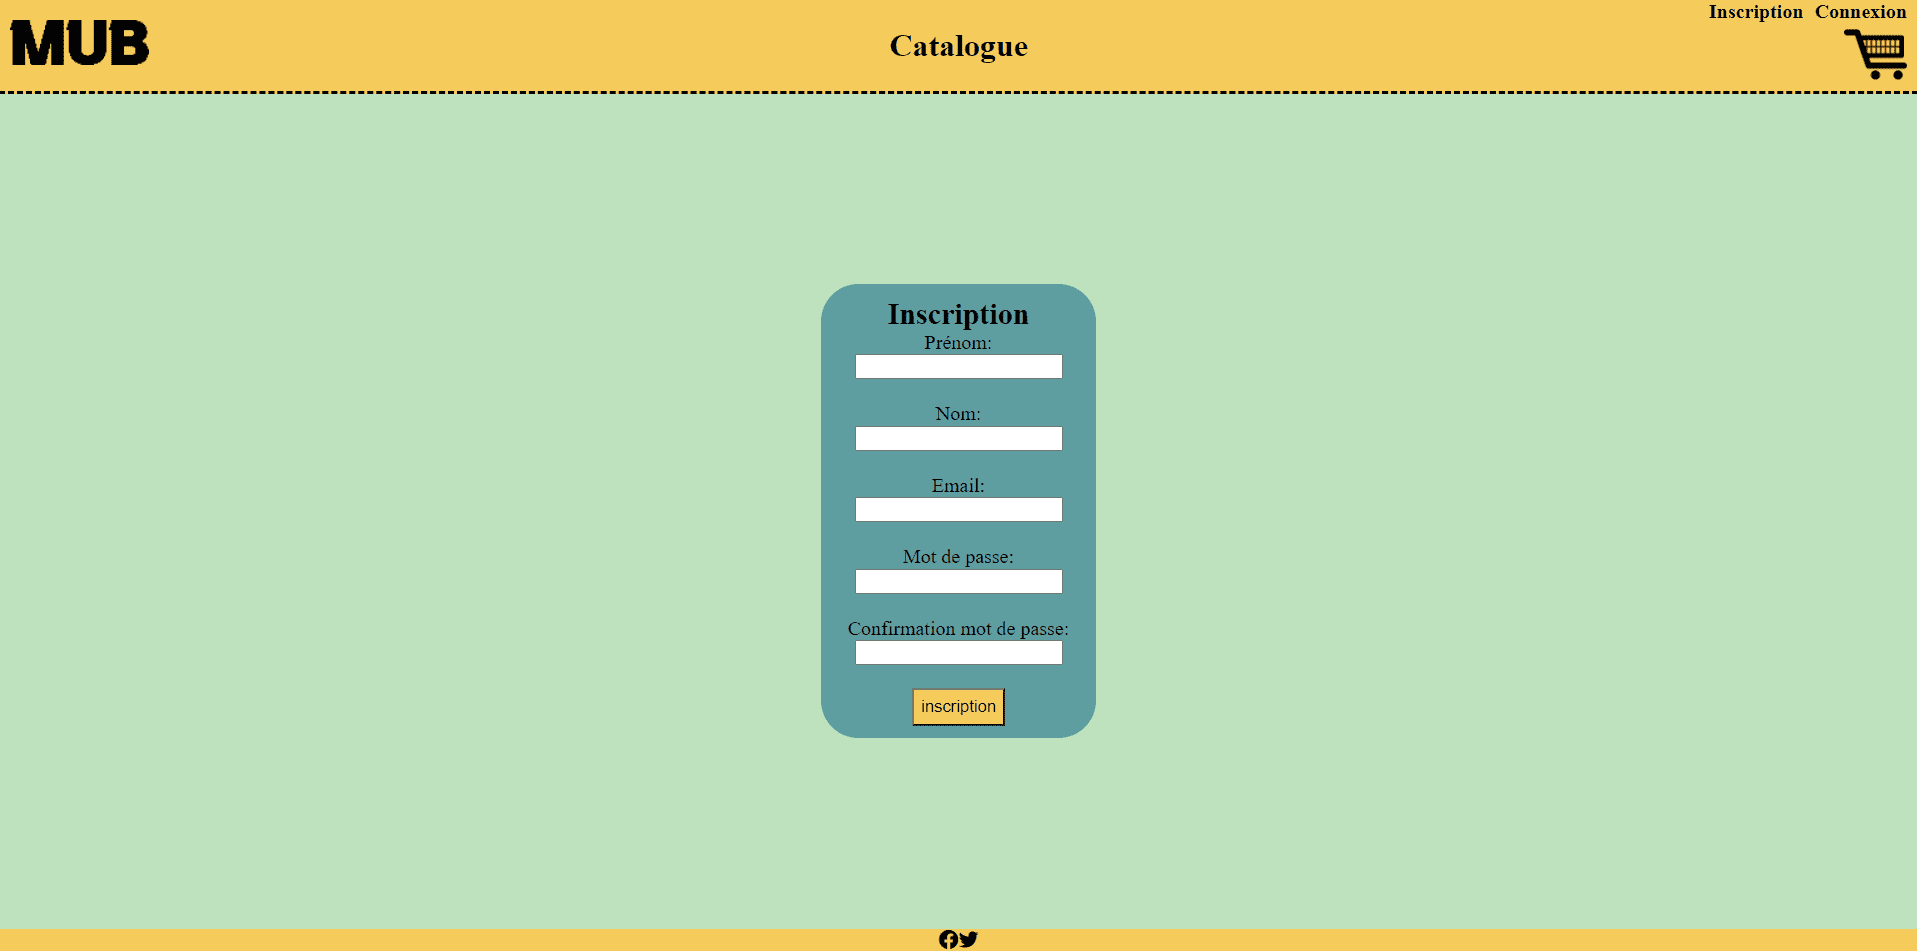 MUB
Inscription Connexion
Catalogue
Inscription
Prénom:
Nom:
Email:
Mot de passe:
Confirmation mot de passe:
inscription